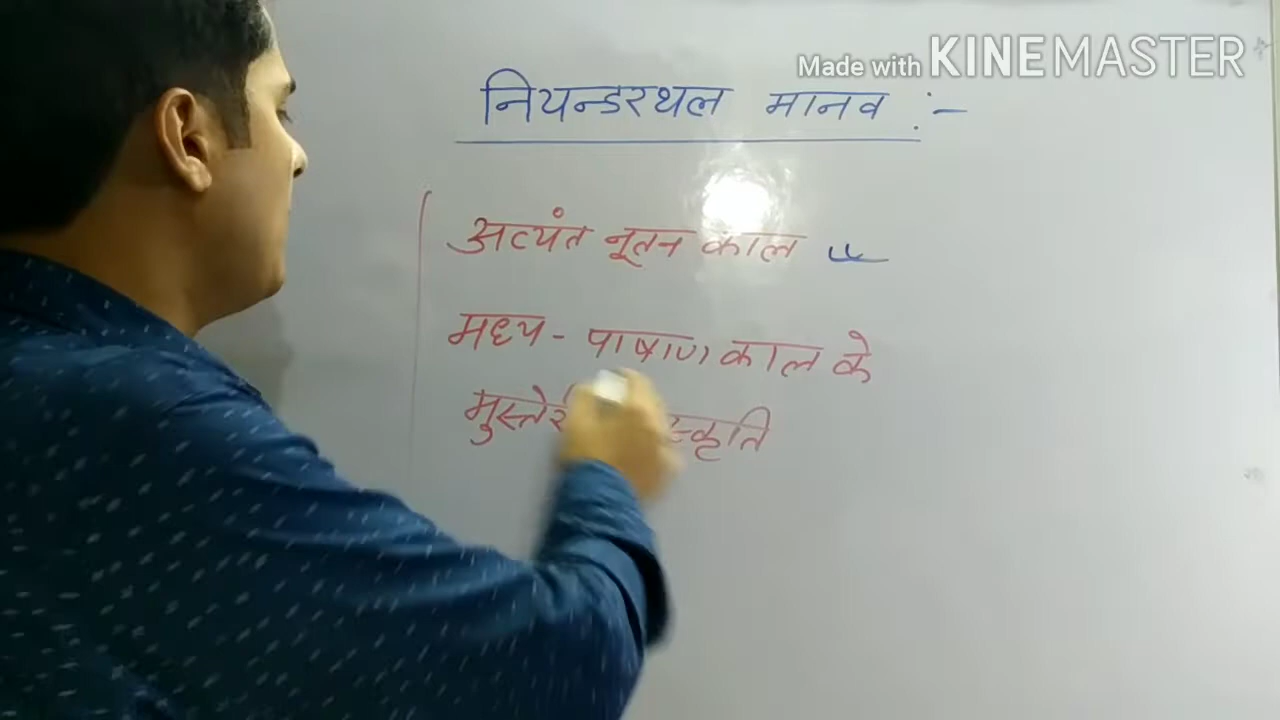 Made with KINEMASTER
नियन्डरथल मानव :-
अत्यंत नूतन काल
मध्य - पाषाण काल के